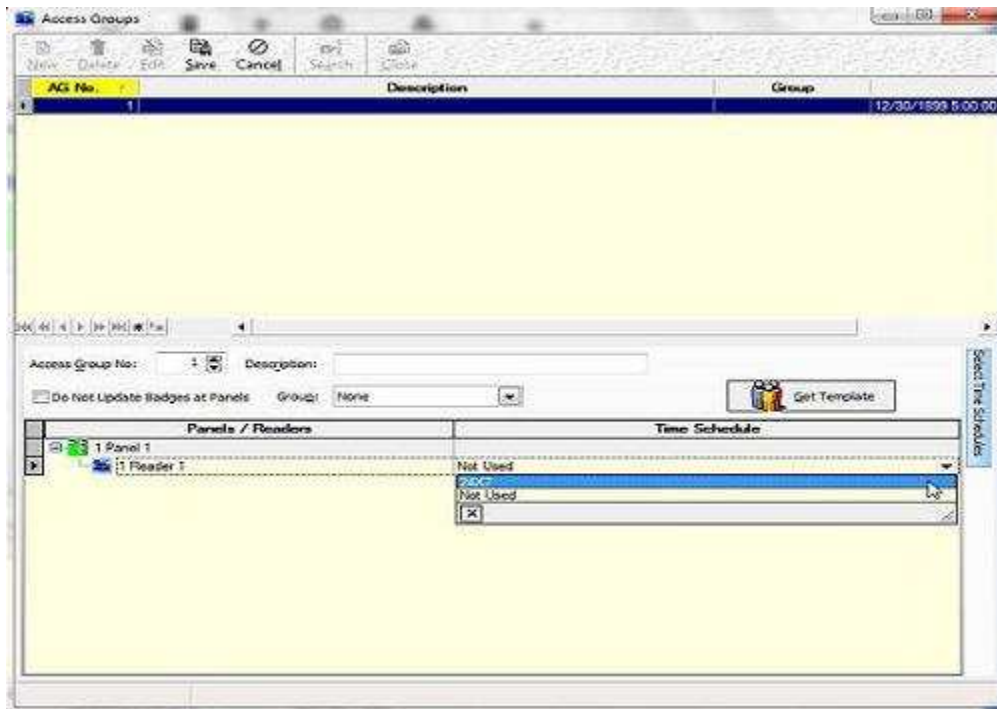 Access Groups
New Delete Edit Save Cancel Search Close
AG No. Description Group
1 12/30/1899 5:00:00
Access Group No: 1 Description:
Do Not Update Badges at Panels Group: None Get Template
Select Time Schedules
Panels / Readers Time Schedule
1 Panel 1
1 Reader 1 Not Used
24X7
Not Used